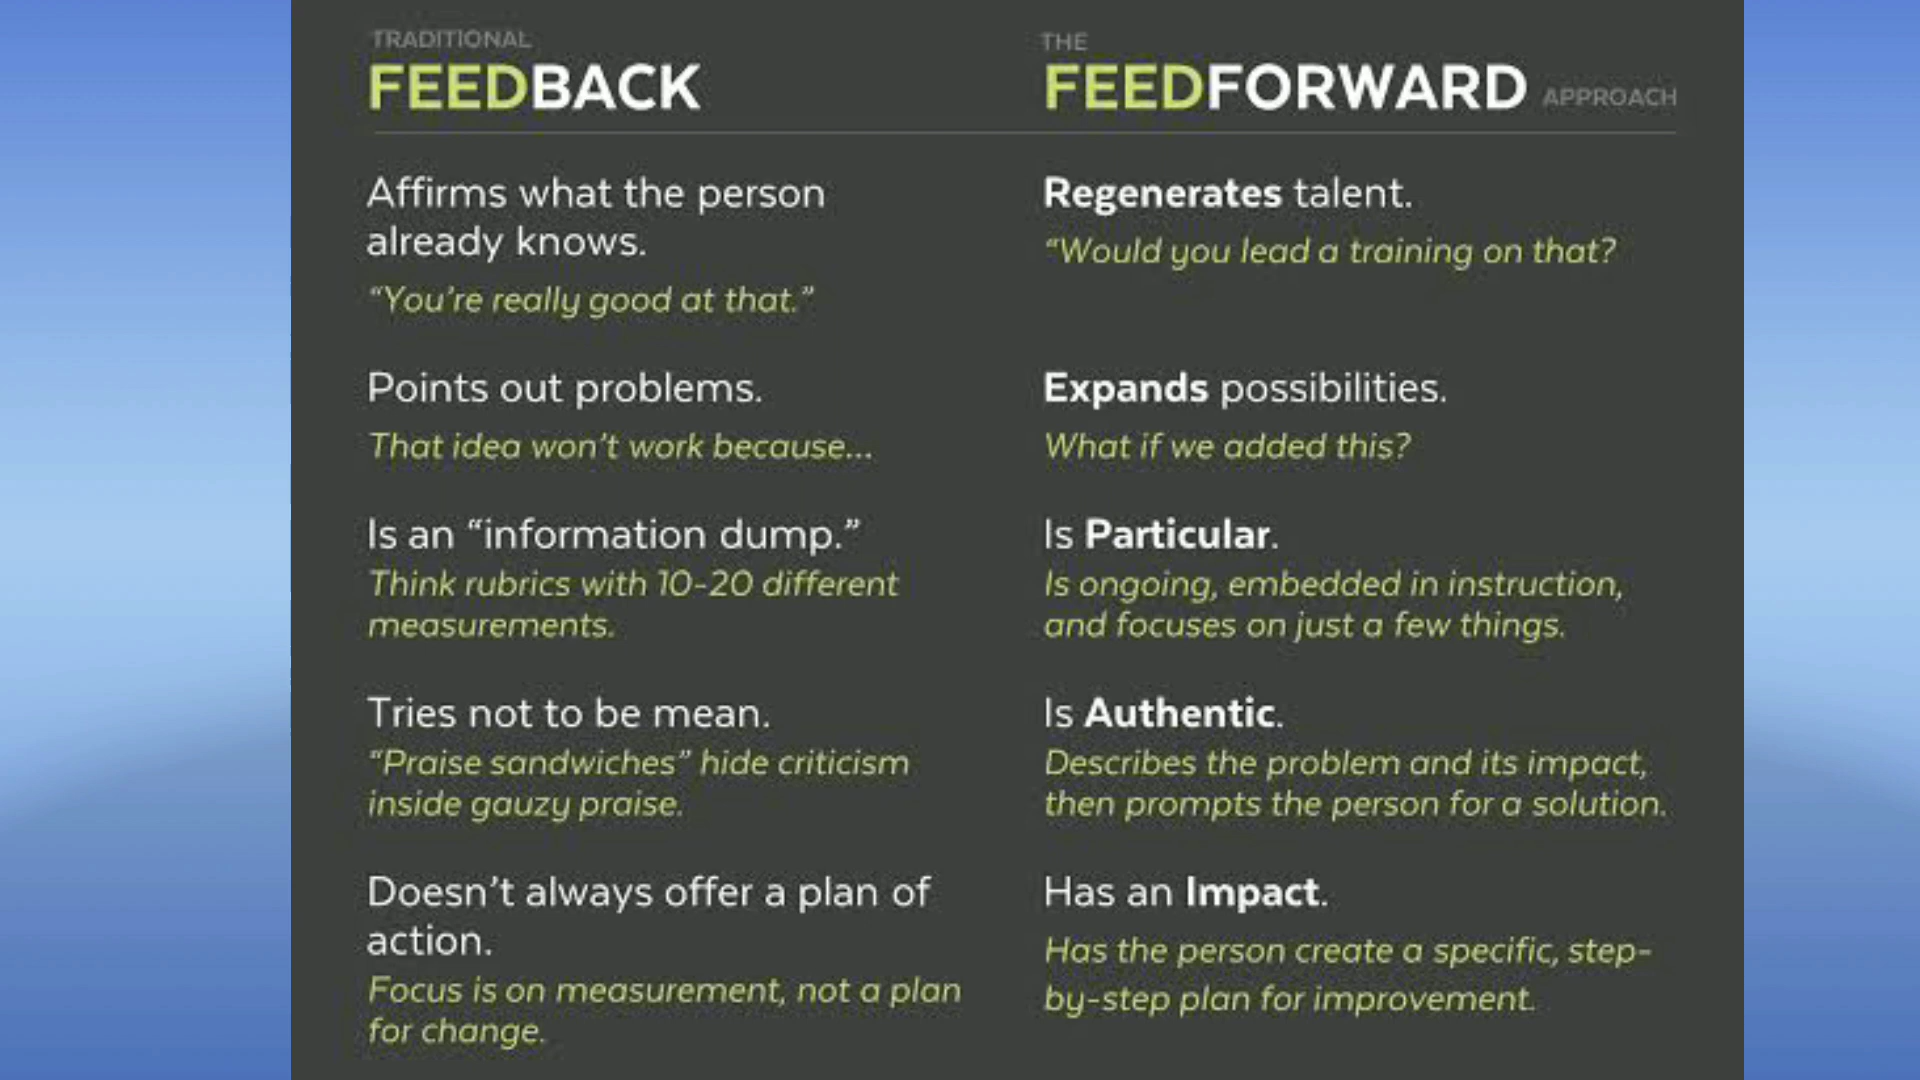 TRADITIONAL
FEEDBACK
Affirms what the person
already knows.
“You’re really good at that.”
Points out problems.
That idea won’t work because...
Is an “information dump.”
Think rubrics with 10-20 different
measurements.
Tries not to be mean.
“Praise sandwiches” hide criticism
inside gauzy praise.
Doesn’t always offer a plan of
action.
Focus is on measurement, not a plan
for change.
THE
FEEDFORWARD APPROACH
Regenerates talent.
“Would you lead a training on that?
Expands possibilities.
What if we added this?
Is Particular.
Is ongoing, embedded in instruction,
and focuses on just a few things.
Is Authentic.
Describes the problem and its impact,
then prompts the person for a solution.
Has an Impact.
Has the person create a specific, step-
by-step plan for improvement.